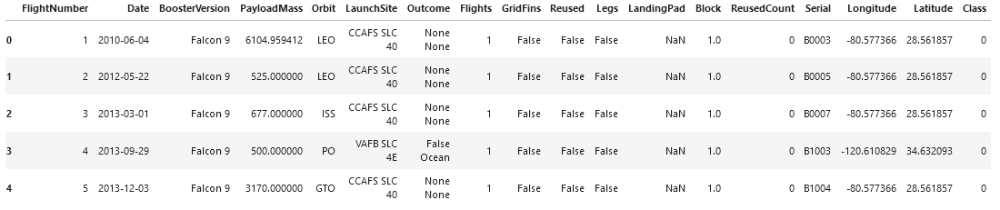 FlightNumber Date BoosterVersion PayloadMass Orbit LaunchSite Outcome Flights GridFins Reused Legs LandingPad Block ReusedCount Serial Longitude Latitude Class
0 1 2010-06-04 Falcon 9 6104.959412 LEO CCAFS SLC 40 None None 1 False False False NaN 1.0 0 B0003 -80.577366 28.561857 0
1 2 2012-05-22 Falcon 9 525.000000 LEO CCAFS SLC 40 None None 1 False False False NaN 1.0 0 B0005 -80.577366 28.561857 0
2 3 2013-03-01 Falcon 9 677.000000 ISS CCAFS SLC 40 None None 1 False False False NaN 1.0 0 B0007 -80.577366 28.561857 0
3 4 2013-09-29 Falcon 9 500.000000 PO VAFB SLC 4E False Ocean 1 False False False NaN 1.0 0 B1003 -120.610829 34.632093 0
4 5 2013-12-03 Falcon 9 3170.000000 GTO CCAFS SLC 40 None None 1 False False False NaN 1.0 0 B1004 -80.577366 28.561857 0